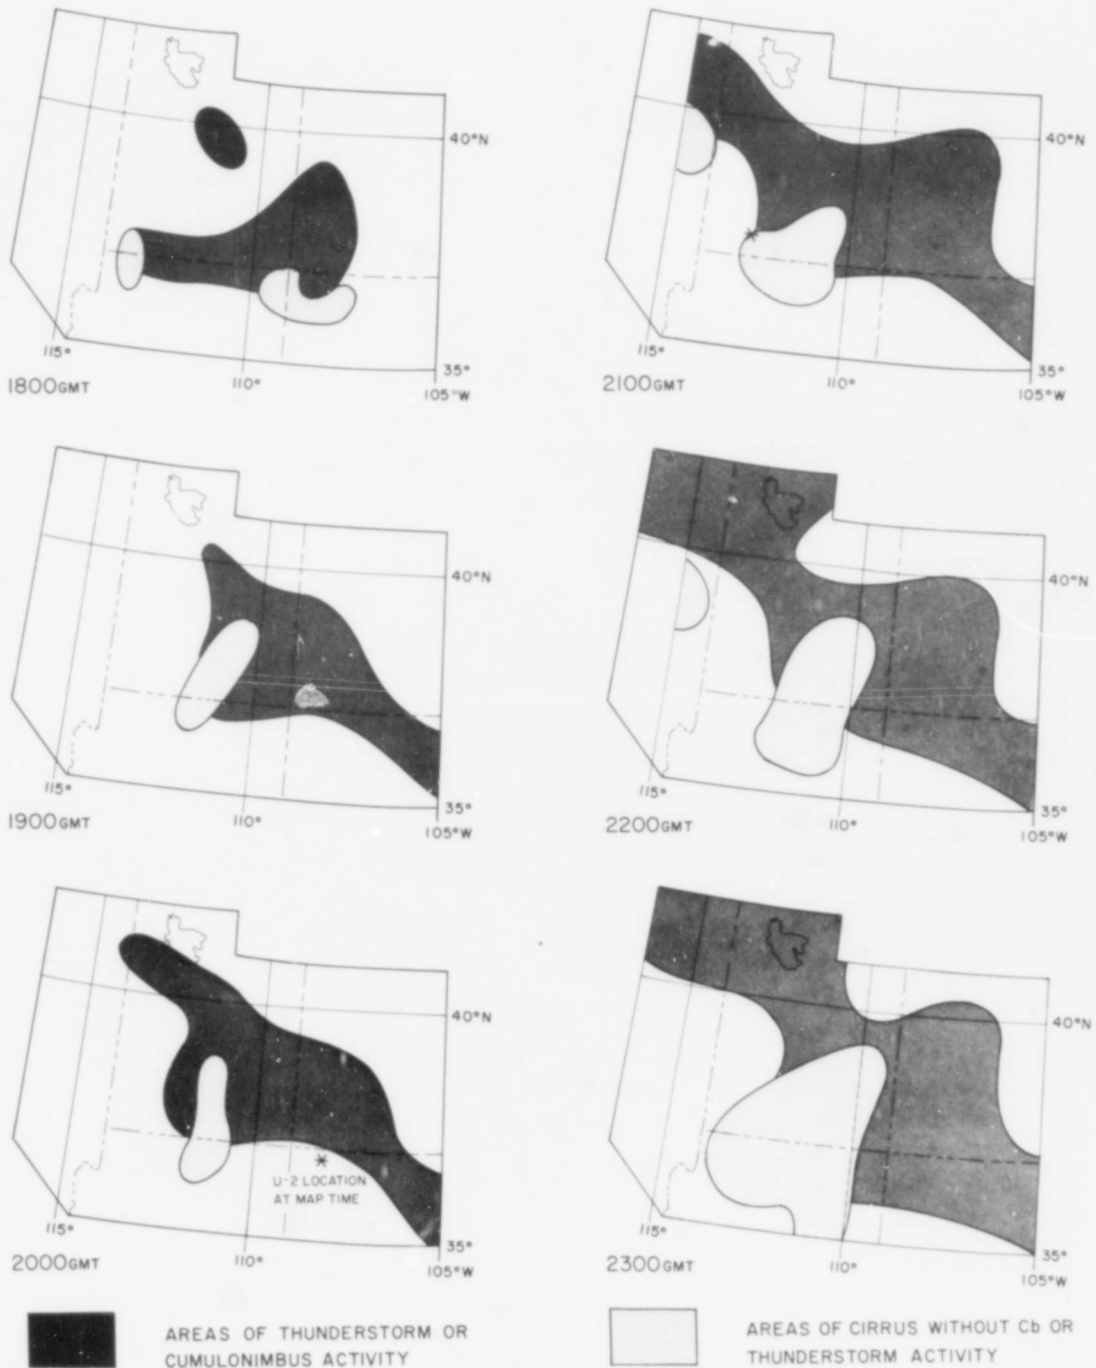 40°N
35°
115°
110°
105°W
1800GMT
40°N
35°
115°
110°
105°W
2100GMT
40°N
35°
115°
110°
105°W
1900GMT
40°N
35°
115°
110°
105°W
2200GMT
40°N
U-2 LOCATION
AT MAP TIME
35°
115°
110°
105°W
2000GMT
40°N
35°
115°
110°
105°W
2300GMT
AREAS OF THUNDERSTORM OR
CUMULONIMBUS ACTIVITY
AREAS OF CIRRUS WITHOUT Cb OR
THUNDERSTORM ACTIVITY